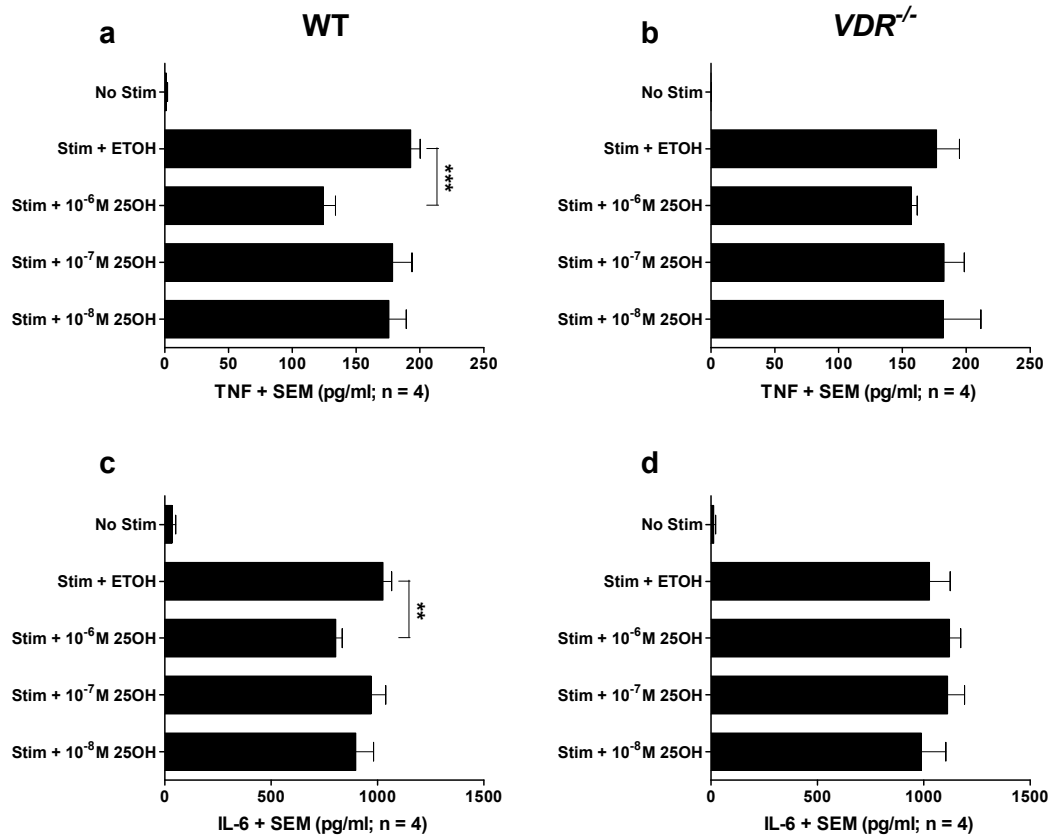 WT
VDR-/-
a
No Stim
Stim + ETOH
Stim + 10-6M 25OH
Stim + 10-7M 25OH
Stim + 10-8M 25OH
***
0 50 100 150 200 250
TNF + SEM (pg/ml; n = 4)
b
No Stim
Stim + ETOH
Stim + 10-6M 25OH
Stim + 10-7M 25OH
Stim + 10-8M 25OH
0 50 100 150 200 250
TNF + SEM (pg/ml; n = 4)
c
No Stim
Stim + ETOH
Stim + 10-6M 25OH
Stim + 10-7M 25OH
Stim + 10-8M 25OH
**
0 500 1000 1500
IL-6 + SEM (pg/ml; n = 4)
d
No Stim
Stim + ETOH
Stim + 10-6M 25OH
Stim + 10-7M 25OH
Stim + 10-8M 25OH
0 500 1000 1500
IL-6 + SEM (pg/ml; n = 4)